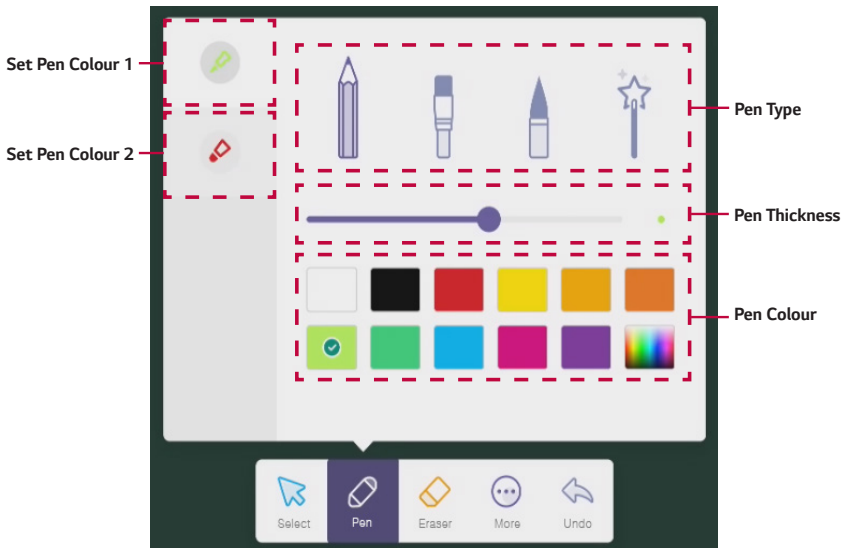 Set Pen Colour 1
Set Pen Colour 2
Pen Type
Pen Thickness
Pen Colour
Select
Pen
Eraser
More
Undo